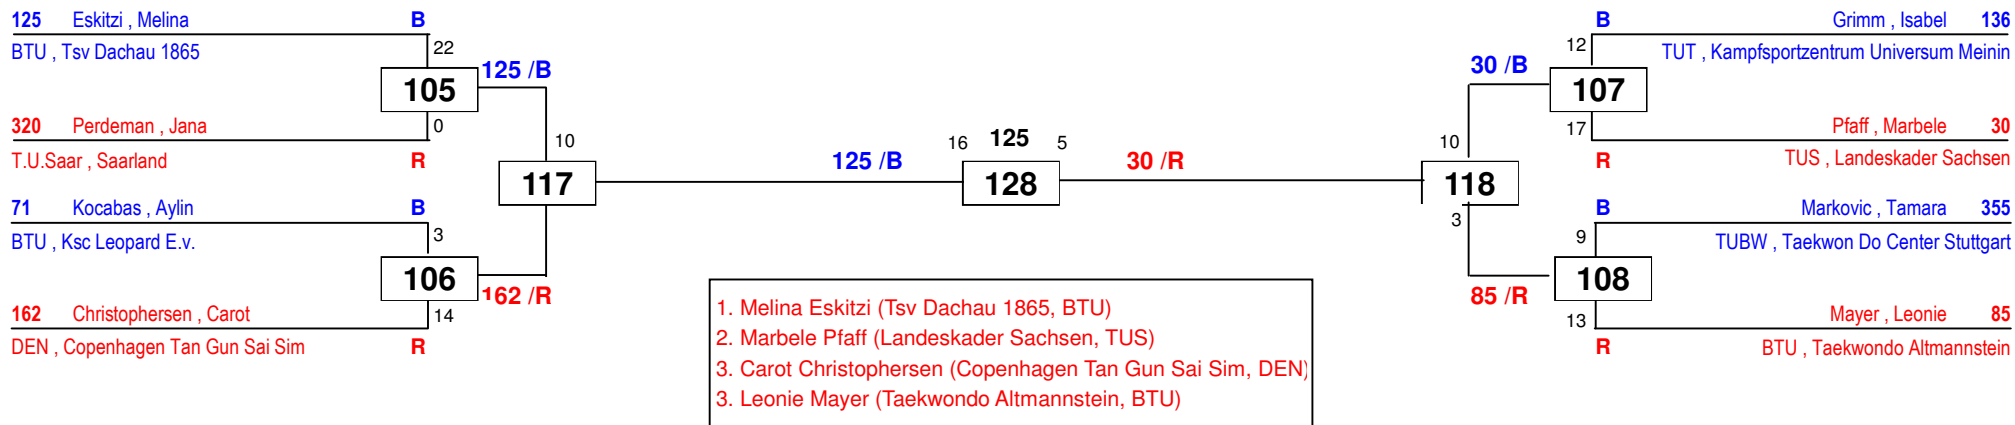 125 Eskitzi , Melina B
BTU , Tsv Dachau 1865
22
125 /B
105
0
320 Perdeman , Jana
T.U.Saar , Saarland R
10
117
71 Kocabas , Aylin B
BTU , Ksc Leopard E.v.
3
106
162 /R
14
162 Christophersen , Carot
DEN , Copenhagen Tan Gun Sai Sim R
125 /B
16 125 5
128
30 /R
B Grimm , Isabel 136
12
TUT , Kampfsportzentrum Universum Meinin
30 /B
107
17
Pfaff , Marbele 30
R TUS , Landeskader Sachsen
10
118
3
B Markovic , Tamara 355
9
TUBW , Taekwon Do Center Stuttgart
108
85 /R
13
Mayer , Leonie 85
R BTU , Taekwondo Altmannstein
1. Melina Eskitzi (Tsv Dachau 1865, BTU)
2. Marbele Pfaff (Landeskader Sachsen, TUS)
3. Carot Christophersen (Copenhagen Tan Gun Sai Sim, DEN)
3. Leonie Mayer (Taekwondo Altmannstein, BTU)